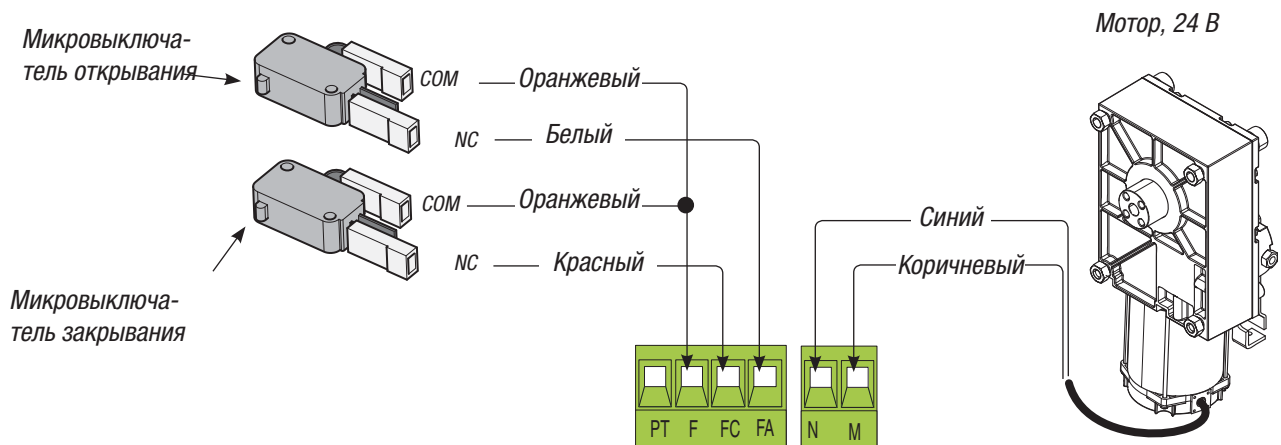 Мотор, 24 В
Микровыключа-
тель открывания
COM
Оранжевый
NC
Белый
COM
Оранжевый
NC
Красный
Синий
Коричневый
Микровыключа-
тель закрывания
PT F FC FA N M